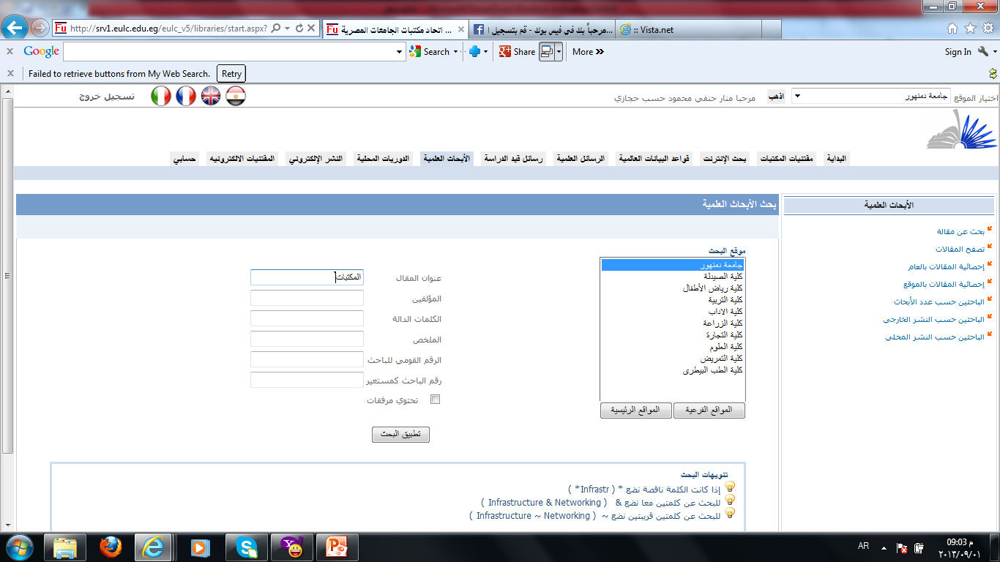 http://srv1.eulc.edu.eg/eulc_v5/libraries/start.aspx?
اتحاد مكتبات الجامعات المصرية ...
مرحباً بك في فيس بوك - قم بتسجيل ا...
:: Vista.net
Google
Search
Share
More »
Sign In
Failed to retrieve buttons from My Web Search.
Retry
اختيار الموقع
جامعة دمنهور
اذهب
مرحبا منار حنفي محمود حسب حجازي
تسجيل خروج
البداية
مقتنيات المكتبات
بحث الإنترنت
قواعد البيانات العالمية
الرسائل العلمية
رسائل قيد الدراسة
الأبحاث العلمية
الدوريات المحلية
النشر الإلكتروني
المقتنيات الالكترونيه
حسابي
الأبحاث العلمية
بحث عن مقالة
تصفح المقالات
إحصائية المقالات بالعام
إحصائية المقالات بالموقع
الباحثين حسب عدد الأبحاث
الباحثين حسب النشر الخارجي
الباحثين حسب النشر المحلي
بحث الأبحاث العلمية
موقع البحث
جامعة دمنهور
كلية الصيدلة
كلية رياض الأطفال
كلية التربية
كلية الاداب
كلية الزراعة
كلية التجارة
كلية العلوم
كلية التمريض
كلية الطب البيطرى
المواقع الفرعية
المواقع الرئيسية
عنوان المقال
المكتبات
المؤلفين
الكلمات الدالة
الملخص
الرقم القومي للباحث
رقم الباحث كمستعير
تحتوي مرفقات
تطبيق البحث
تنويهات البحث
إذا كانت الكلمة ناقصة نضع * ( Infrastr* )
للبحث عن كلمتين معا نضع & ( Infrastructure & Networking )
للبحث عن كلمتين قريبتين نضع ~ ( Infrastructure ~ Networking )
AR
09:03 م
٢٠١٣/٠٩/٠١